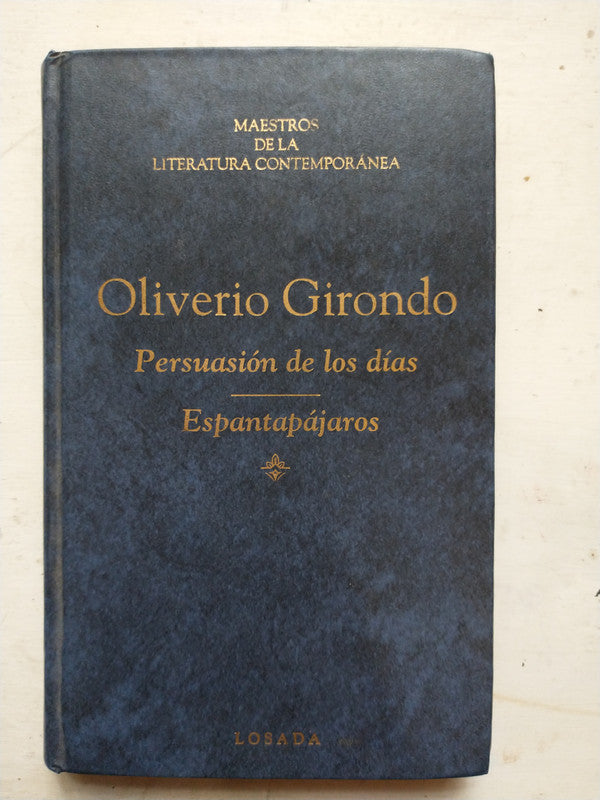 MAESTROS
DE LA
LITERATURA CONTEMPORÁNEA
Oliverio Girondo
Persuasión de los días
Espantapájaros
LOSADA